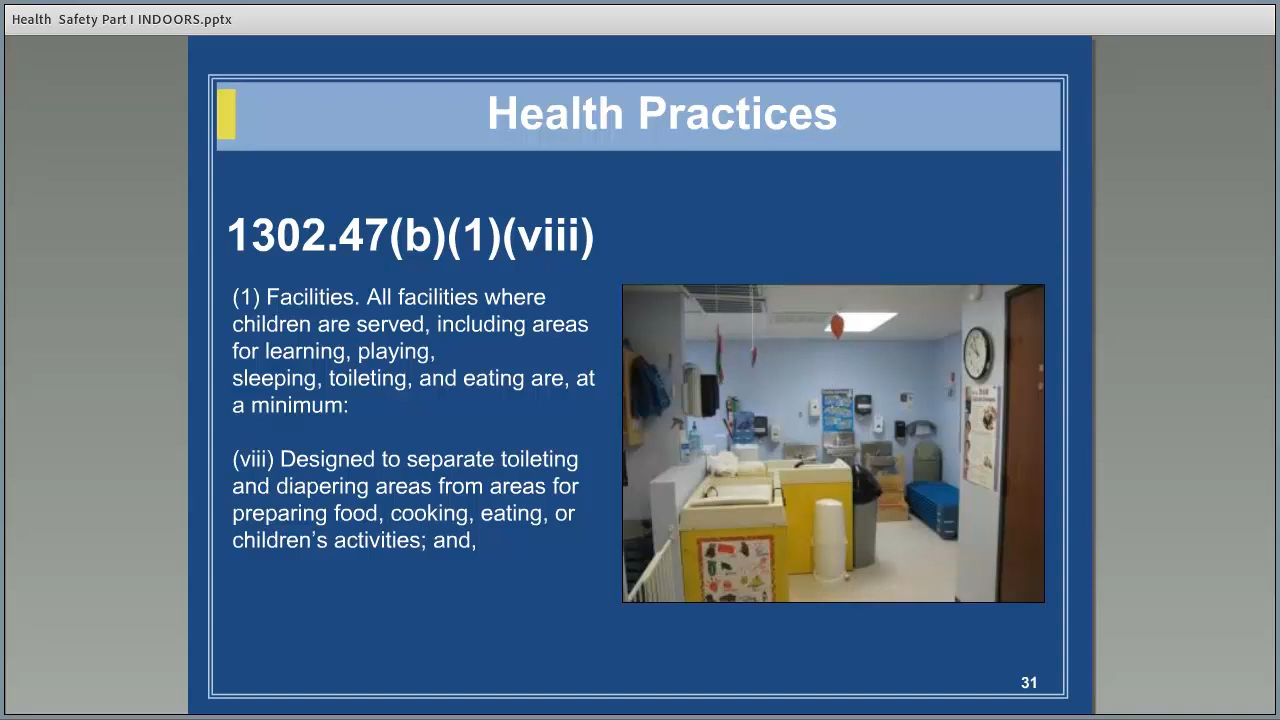 Health  Safety Part I INDOORS.pptx
Health Practices
1302.47(b)(1)(viii)
(1) Facilities. All facilities where
children are served, including areas
for learning, playing,
sleeping, toileting, and eating are, at
a minimum:
(viii) Designed to separate toileting
and diapering areas from areas for
preparing food, cooking, eating, or
children’s activities; and,
31